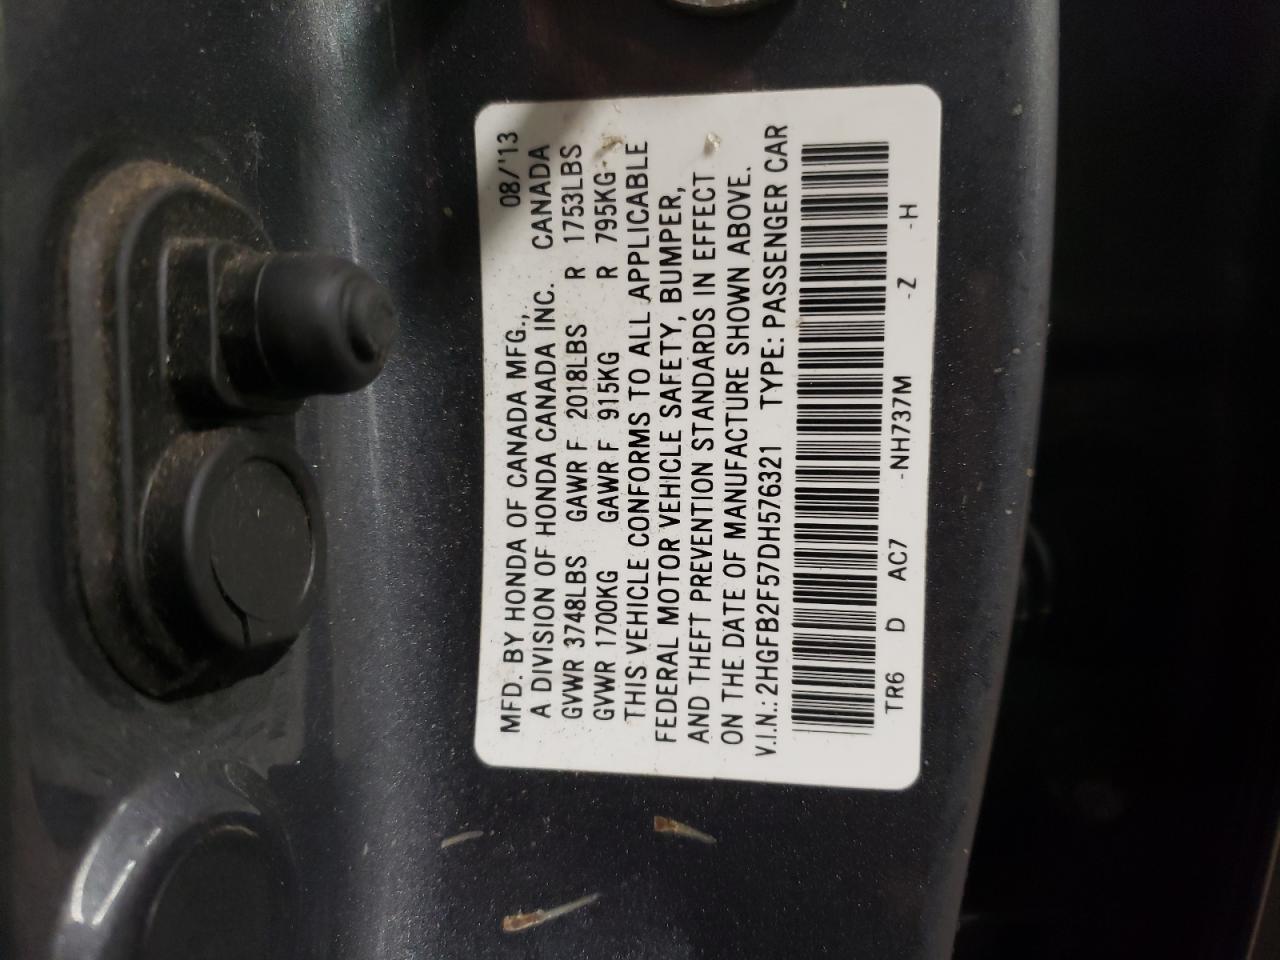 MFD. BY HONDA OF CANADA MFG., 08/'13
A DIVISION OF HONDA CANADA INC. CANADA
GVWR 3748LBS GAWR F 2018LBS R 1753LBS
GVWR 1700KG GAWR F 915KG R 795KG
THIS VEHICLE CONFORMS TO ALL APPLICABLE
FEDERAL MOTOR VEHICLE SAFETY, BUMPER,
AND THEFT PREVENTION STANDARDS IN EFFECT
ON THE DATE OF MANUFACTURE SHOWN ABOVE.
V.I.N.: 2HGFB2F57DH576321 TYPE: PASSENGER CAR
TR6 D AC7 -NH737M -Z -H